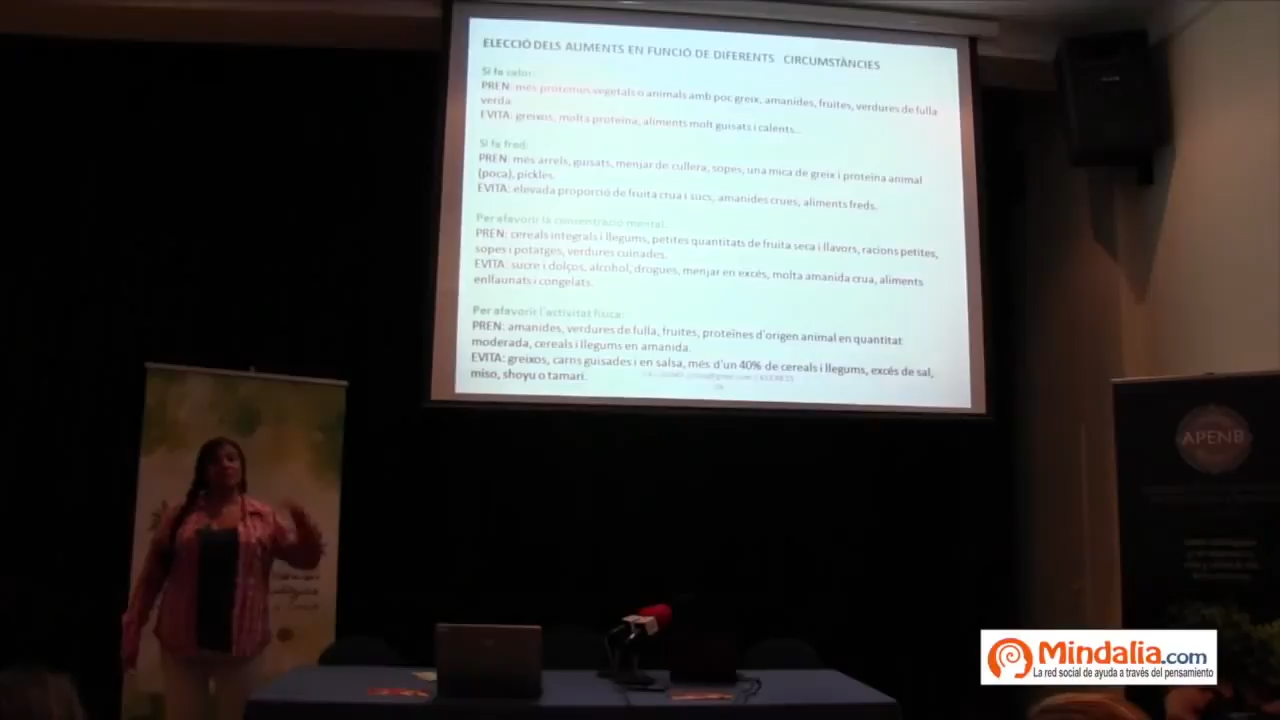 ELECCIÓ DELS ALIMENTS EN FUNCIÓ DE DIFERENTS CIRCUMSTÀNCIES
Si fa calor:
PREN: més proteïnes vegetals o animals amb poc greix, amanides, fruites, verdures de fulla
verda.
EVITA: greixos, molta proteïna, aliments molt guisats i calents...
Si fa fred:
PREN: més arrels, guisats, menjar de cullera, sopes, una mica de greix i proteïna animal
(poca), pickles.
EVITA: elevada proporció de fruita crua i sucs, amanides crues, aliments freds.
Per afavorir la concentració mental:
PREN: cereals integrals i llegums, petites quantitats de fruita seca i llavors, racions petites,
sopes i potatges, verdures cuinades.
EVITA: sucre i dolços, alcohol, drogues, menjar en excés, molta amanida crua, aliments
enllaunats i congelats.
Per afavorir l'activitat física:
PREN: amanides, verdures de fulla, fruites, proteïnes d'origen animal en quantitat
moderada, cereals i llegums en amanida.
EVITA: greixos, carns guisades i en salsa, més d'un 40% de cereals i llegums, excés de sal,
miso, shoyu o tamari.
APENB
Mindalia.com
La red social de ayuda a través del pensamiento